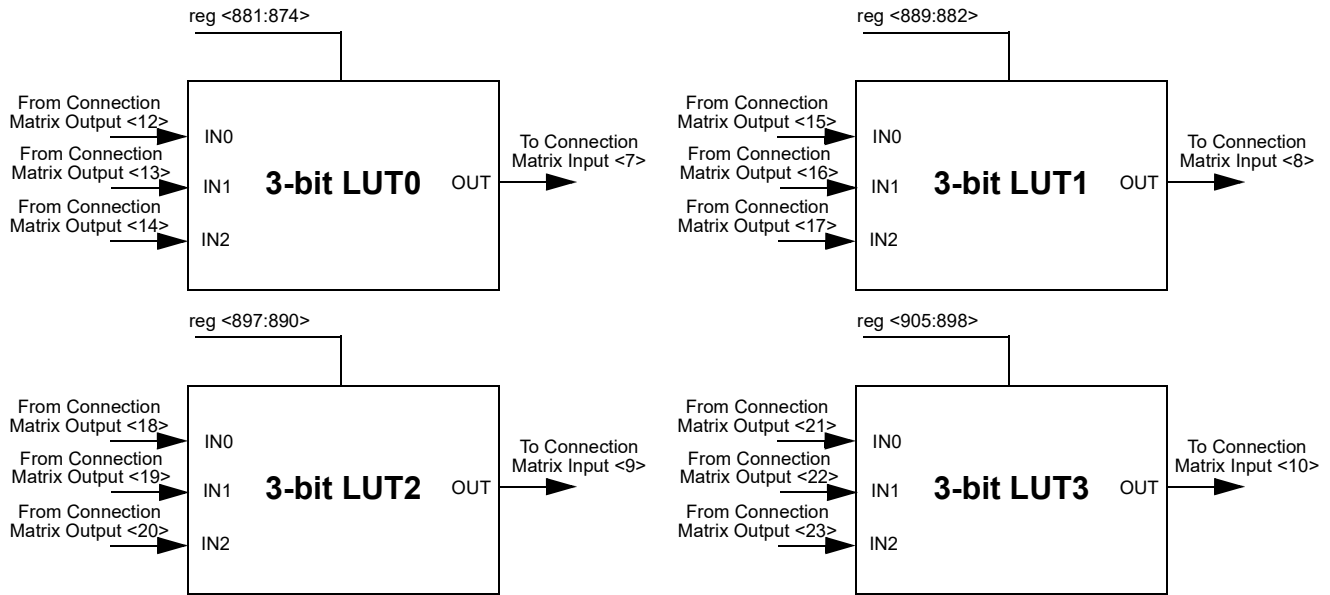 reg <881:874>
From Connection
Matrix Output <12>
IN0
From Connection
Matrix Output <13>
IN1
From Connection
Matrix Output <14>
IN2
3-bit LUT0
OUT
To Connection
Matrix Input <7>
reg <889:882>
From Connection
Matrix Output <15>
IN0
From Connection
Matrix Output <16>
IN1
From Connection
Matrix Output <17>
IN2
3-bit LUT1
OUT
To Connection
Matrix Input <8>
reg <897:890>
From Connection
Matrix Output <18>
IN0
From Connection
Matrix Output <19>
IN1
From Connection
Matrix Output <20>
IN2
3-bit LUT2
OUT
To Connection
Matrix Input <9>
reg <905:898>
From Connection
Matrix Output <21>
IN0
From Connection
Matrix Output <22>
IN1
From Connection
Matrix Output <23>
IN2
3-bit LUT3
OUT
To Connection
Matrix Input <10>